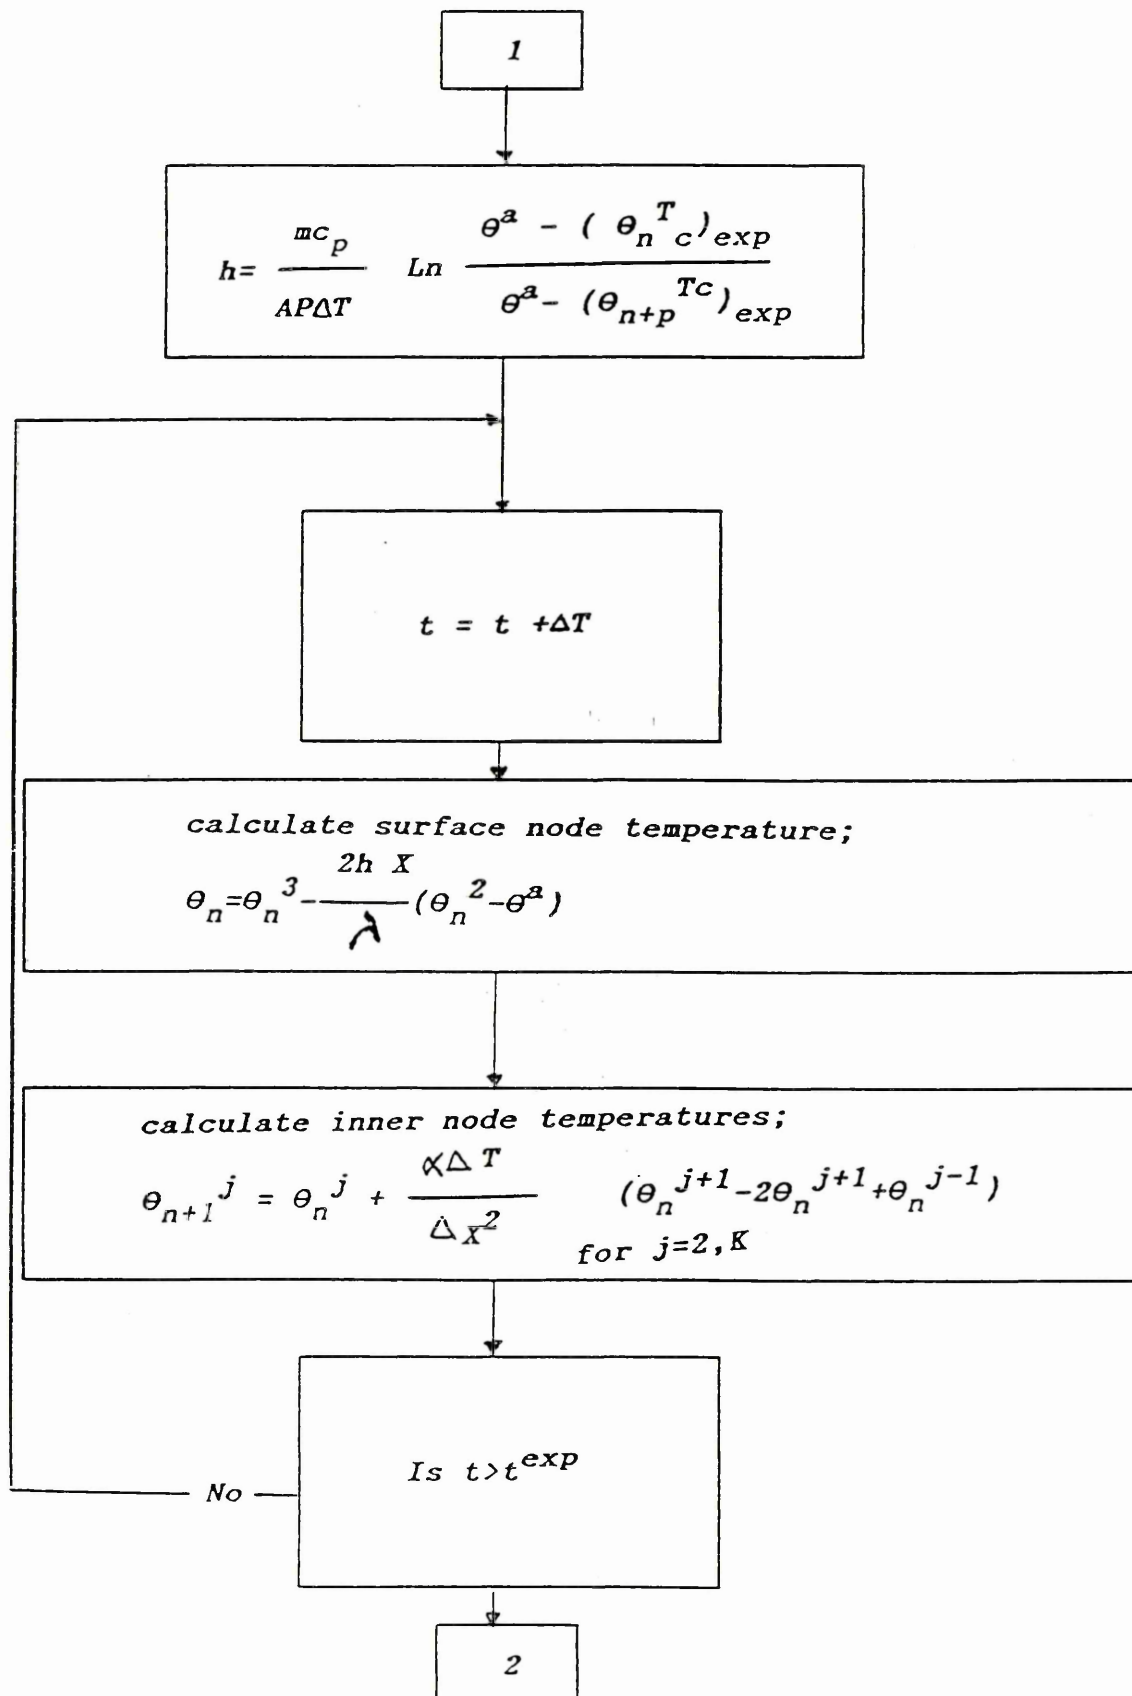 1
h= mc_p / APΔT Ln θ^a - ( θ_n^T_c)_exp / θ^a - (θ_{n+p}^{Tc})_exp
t = t +ΔT
calculate surface node temperature;
θ_n=θ_n^3 - 2h X / λ (θ_n^2-θ^a)
calculate inner node temperatures;
θ_{n+1}^j = θ_n^j + αΔT / ΔX^2 (θ_n^{j+1}-2θ_n^{j+1}+θ_n^{j-1})
for j=2,K
Is t>t^exp
No
2